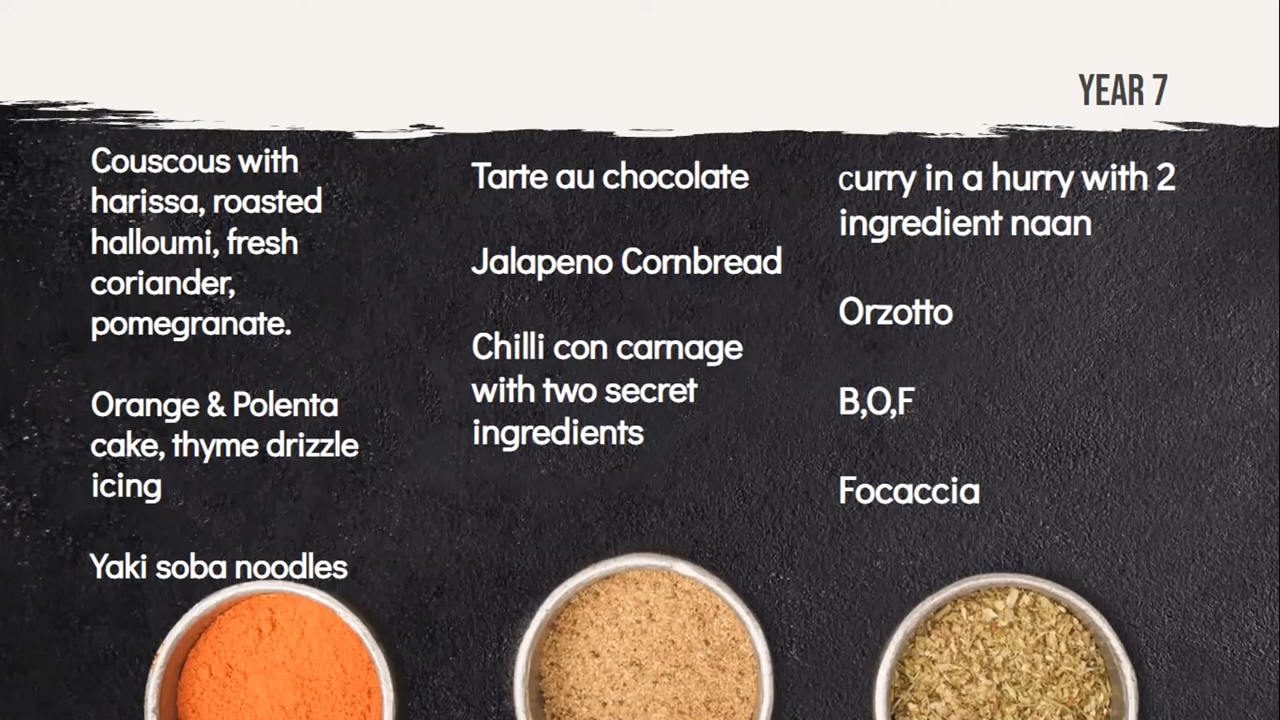 YEAR 7
Couscous with
harissa, roasted
halloumi, fresh
coriander,
pomegranate.
Orange & Polenta
cake, thyme drizzle
icing
Yaki soba noodles
Tarte au chocolate
Jalapeno Cornbread
Chilli con carnage
with two secret
ingredients
curry in a hurry with 2
ingredient naan
Orzotto
B,O,F
Focaccia